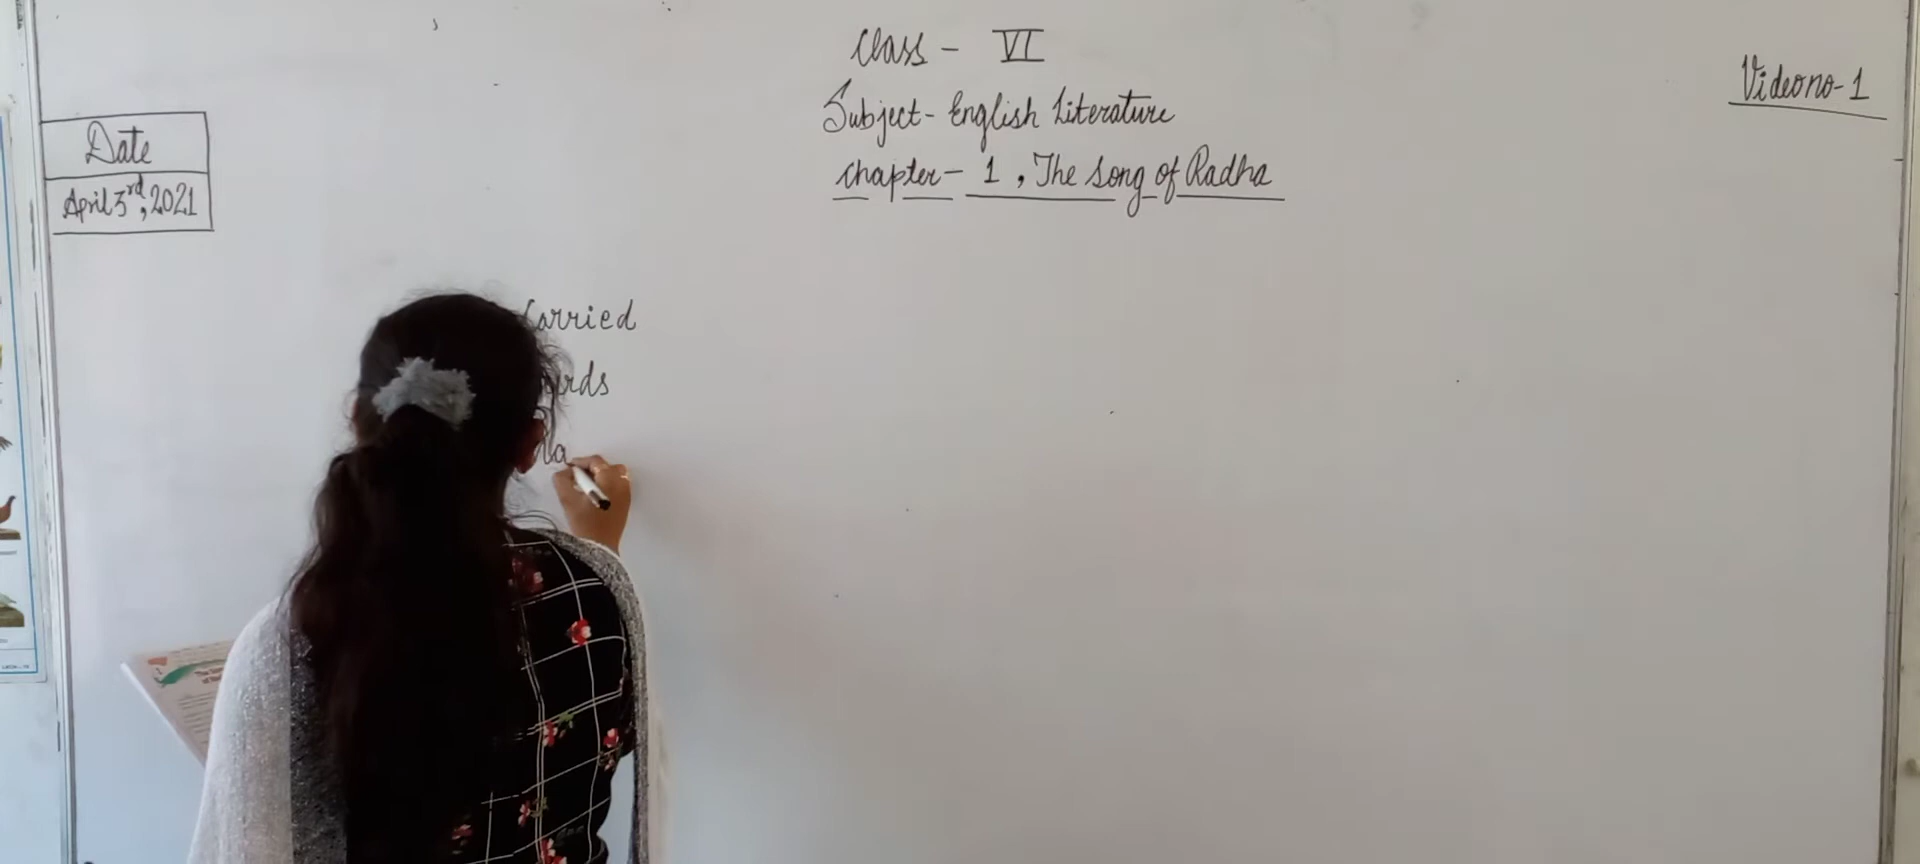 Class - VI
Subject - English Literature
Chapter - 1, The Song of Radha
Video no - 1
Date
April 3rd, 2021
Carried